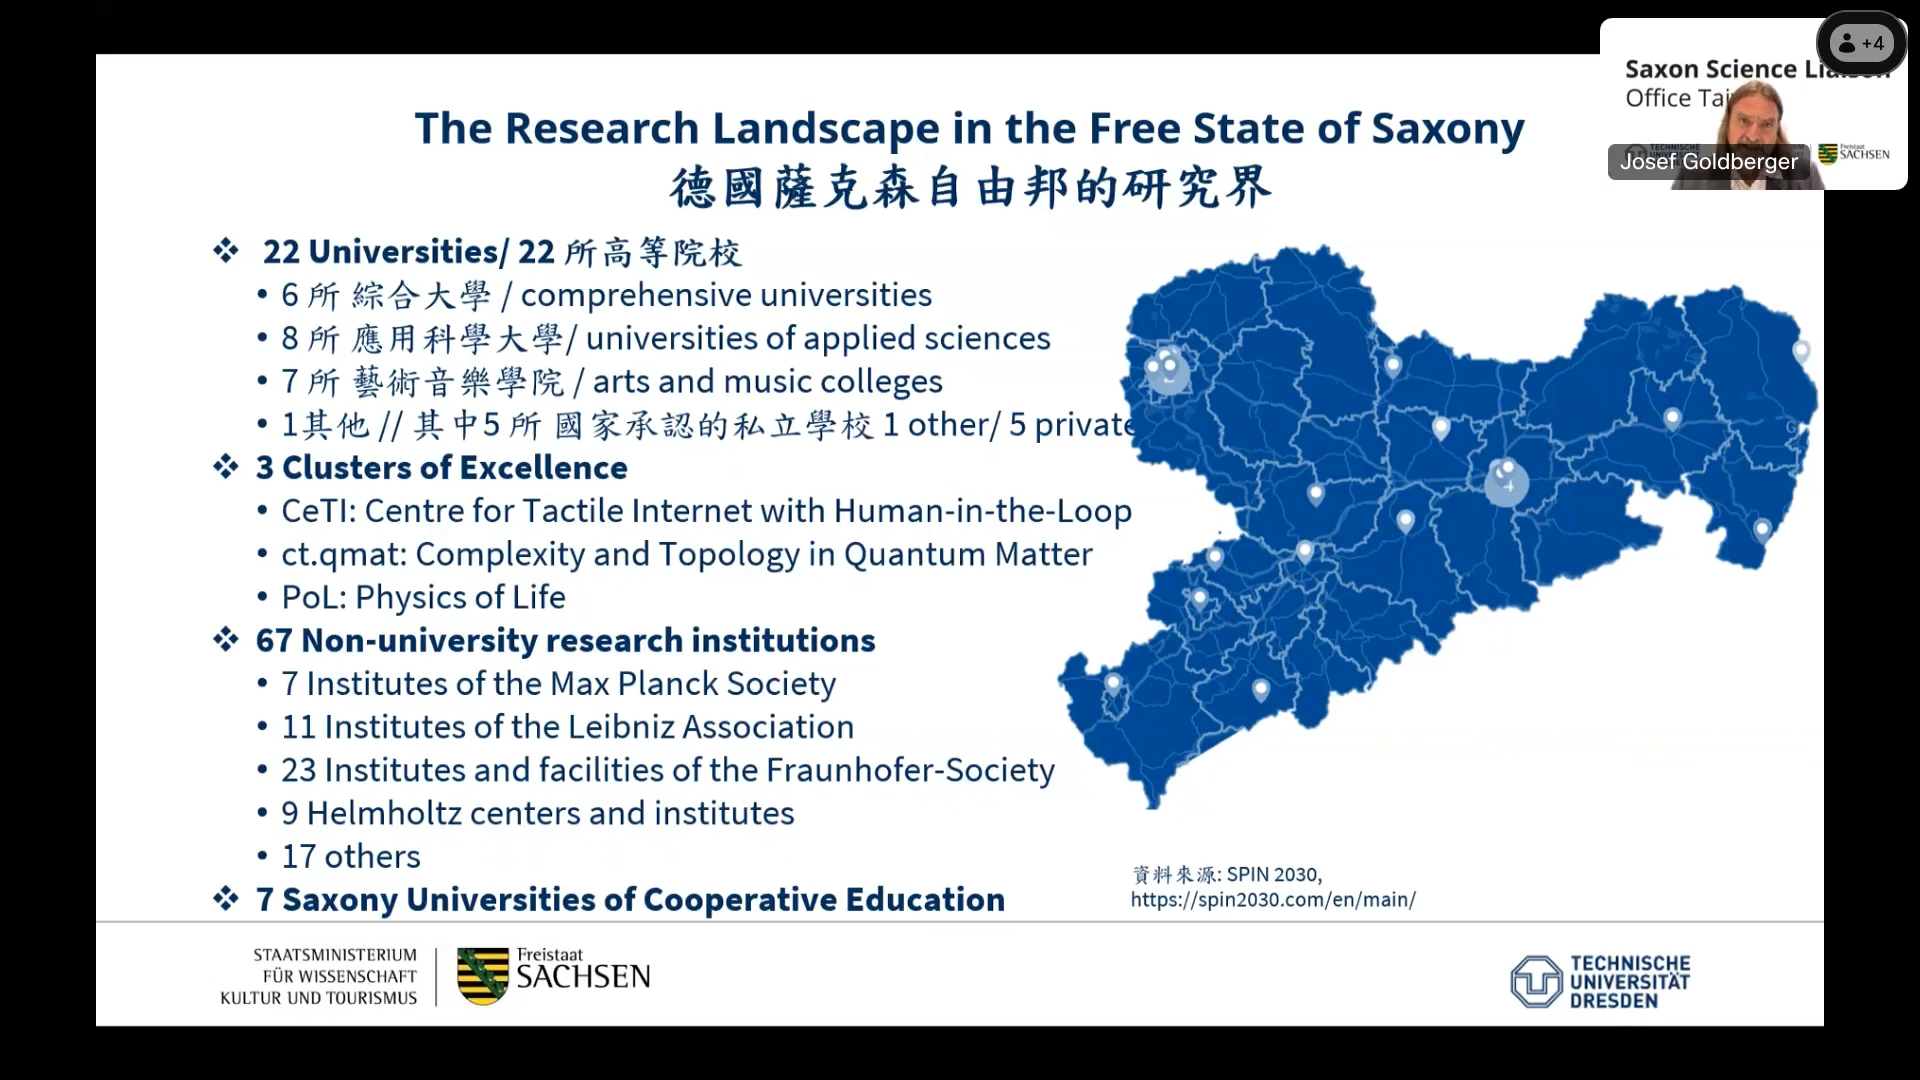 The Research Landscape in the Free State of Saxony
德國薩克森自由邦的研究界
❖ 22 Universities/ 22 所高等院校
• 6 所 綜合大學 / comprehensive universities
• 8 所 應用科學大學/ universities of applied sciences
• 7 所 藝術音樂學院 / arts and music colleges
• 1其他 // 其中5 所 國家承認的私立學校 1 other/ 5 private
❖ 3 Clusters of Excellence
• CeTI: Centre for Tactile Internet with Human-in-the-Loop
• ct.qmat: Complexity and Topology in Quantum Matter
• PoL: Physics of Life
❖ 67 Non-university research institutions
• 7 Institutes of the Max Planck Society
• 11 Institutes of the Leibniz Association
• 23 Institutes and facilities of the Fraunhofer-Society
• 9 Helmholtz centers and institutes
• 17 others
❖ 7 Saxony Universities of Cooperative Education
資料來源: SPIN 2030,
https://spin2030.com/en/main/
STAATSMINISTERIUM
FÜR WISSENSCHAFT
KULTUR UND TOURISMUS
Freistaat
SACHSEN
TECHNISCHE
UNIVERSITÄT
DRESDEN
+4
Saxon Science
Office
Josef Goldberger
Freistaat
SACHSEN